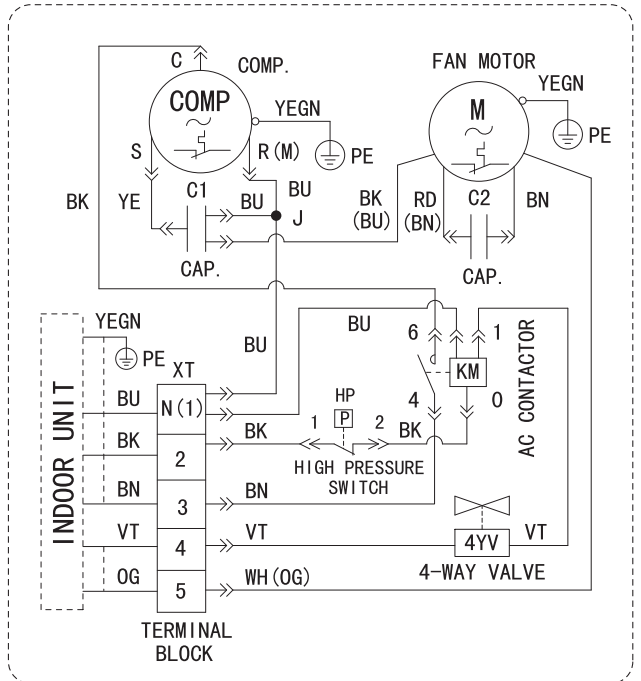 C
COMP.
FAN MOTOR
COMP
YEGN
M
YEGN
S
R(M)
PE
PE
BK
YE
C1
BU
BU
J
BK
(BU)
RD
(BN)
C2
BN
CAP.
CAP.
YEGN
PE
BU
BU
6
1
KM
AC CONTACTOR
INDOOR UNIT
XT
BU
N(1)
HP
P
4
0
BK
2
BK
1
2
BK
HIGH PRESSURE
SWITCH
BN
3
BN
VT
4
VT
4YV
VT
4-WAY VALVE
OG
5
WH(OG)
TERMINAL
BLOCK